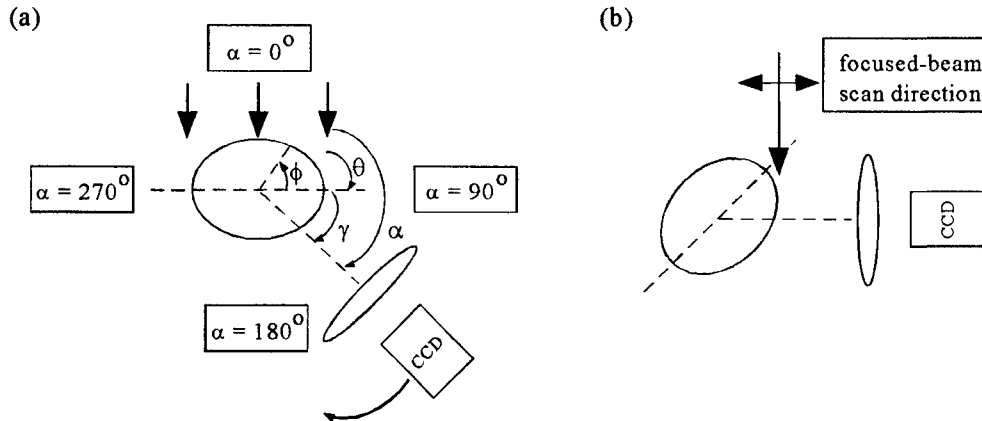 (a)
α = 0°
α = 270°
ϕ
θ
α = 90°
γ
α
α = 180°
CCD
(b)
focused-beam
scan direction
CCD